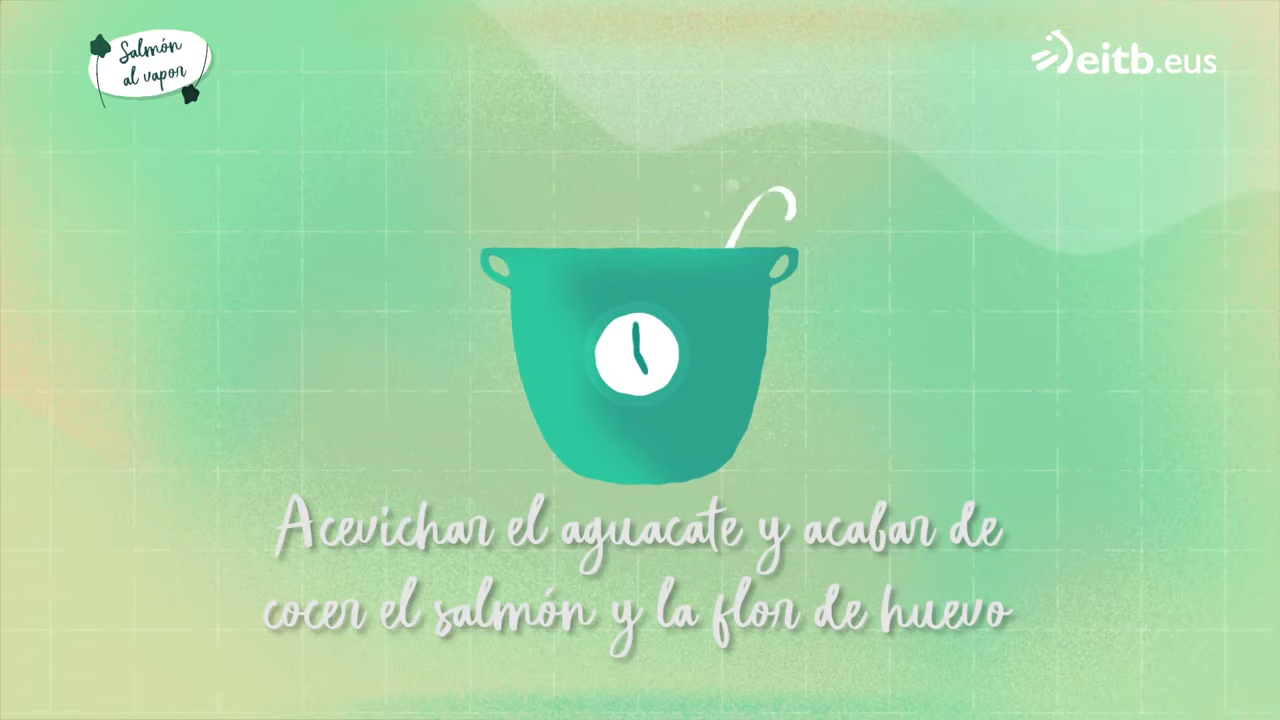 Salmón
al vapor
eitb.eus
Acevichar el aguacate y acabar de
cocer el salmón y la flor de huevo